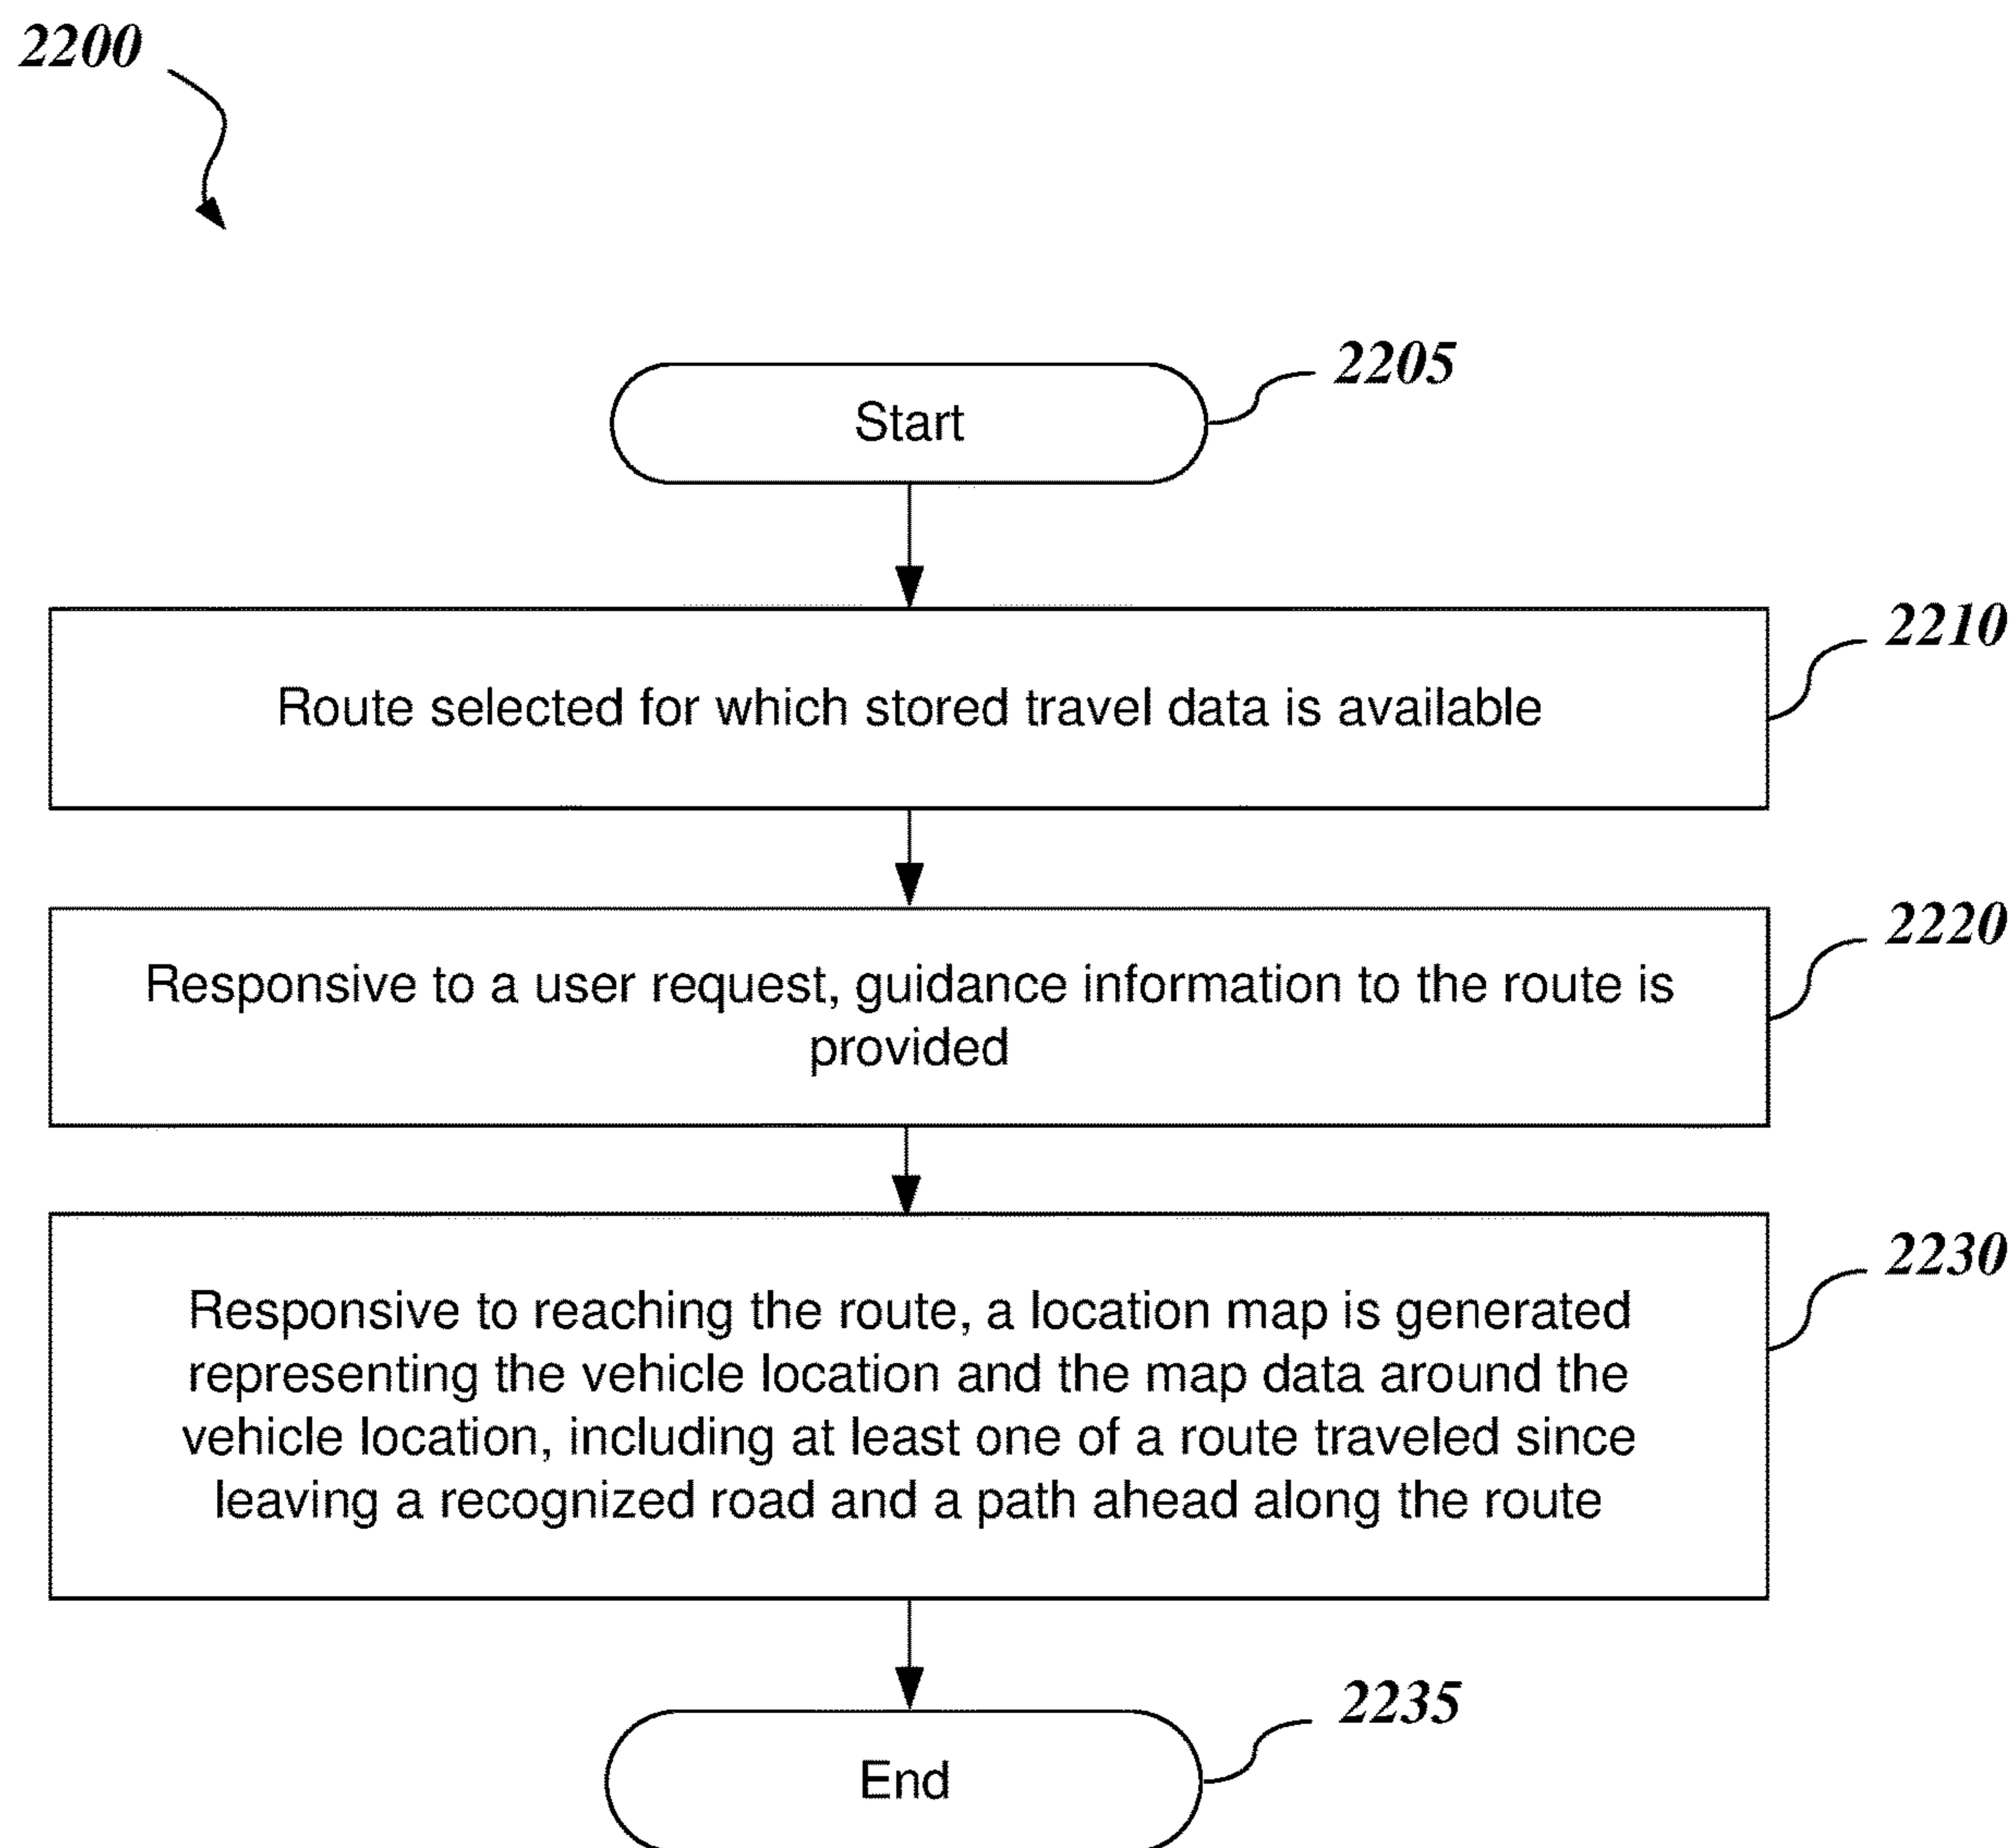 2200
2205
Start
2210
Route selected for which stored travel data is available
2220
Responsive to a user request, guidance information to the route is
provided
2230
Responsive to reaching the route, a location map is generated
representing the vehicle location and the map data around the
vehicle location, including at least one of a route traveled since
leaving a recognized road and a path ahead along the route
2235
End